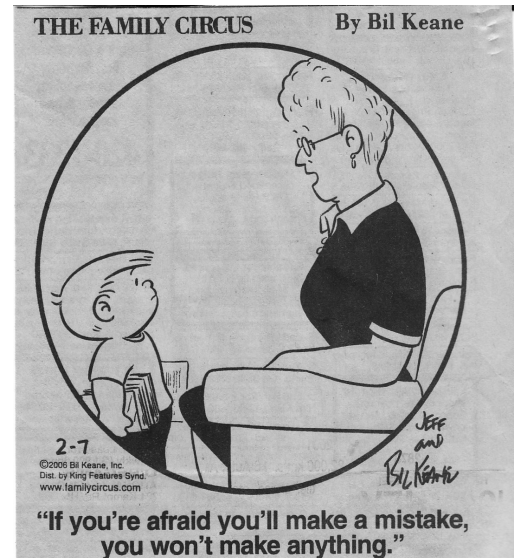 THE FAMILY CIRCUS By Bil Keane
2-7
©2006 Bil Keane, Inc.
Dist. by King Features Synd.
www.familycircus.com
JEFF
and
BIL KEANE
"If you're afraid you'll make a mistake,
you won't make anything."